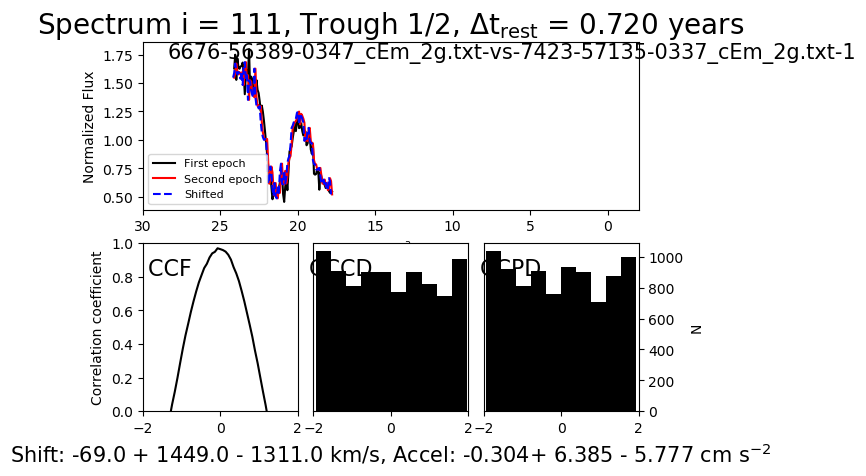 Spectrum i = 111, Trough 1/2, Δt_rest = 0.720 years
6676-56389-0347_cEm_2g.txt-vs-7423-57135-0337_cEm_2g.txt-1
Normalized Flux
1.75
1.50
1.25
1.00
0.75
0.50
First epoch
Second epoch
Shifted
30 25 20 15 10 5 0
Correlation coefficient
1.0
0.8
0.6
0.4
0.2
0.0
CCF
CCCD
CCPD
1000
800
600
400
200
0
N
−2 0 2
−2 0 2
−2 0 2
Shift: -69.0 + 1449.0 - 1311.0 km/s, Accel: -0.304+ 6.385 - 5.777 cm s⁻²